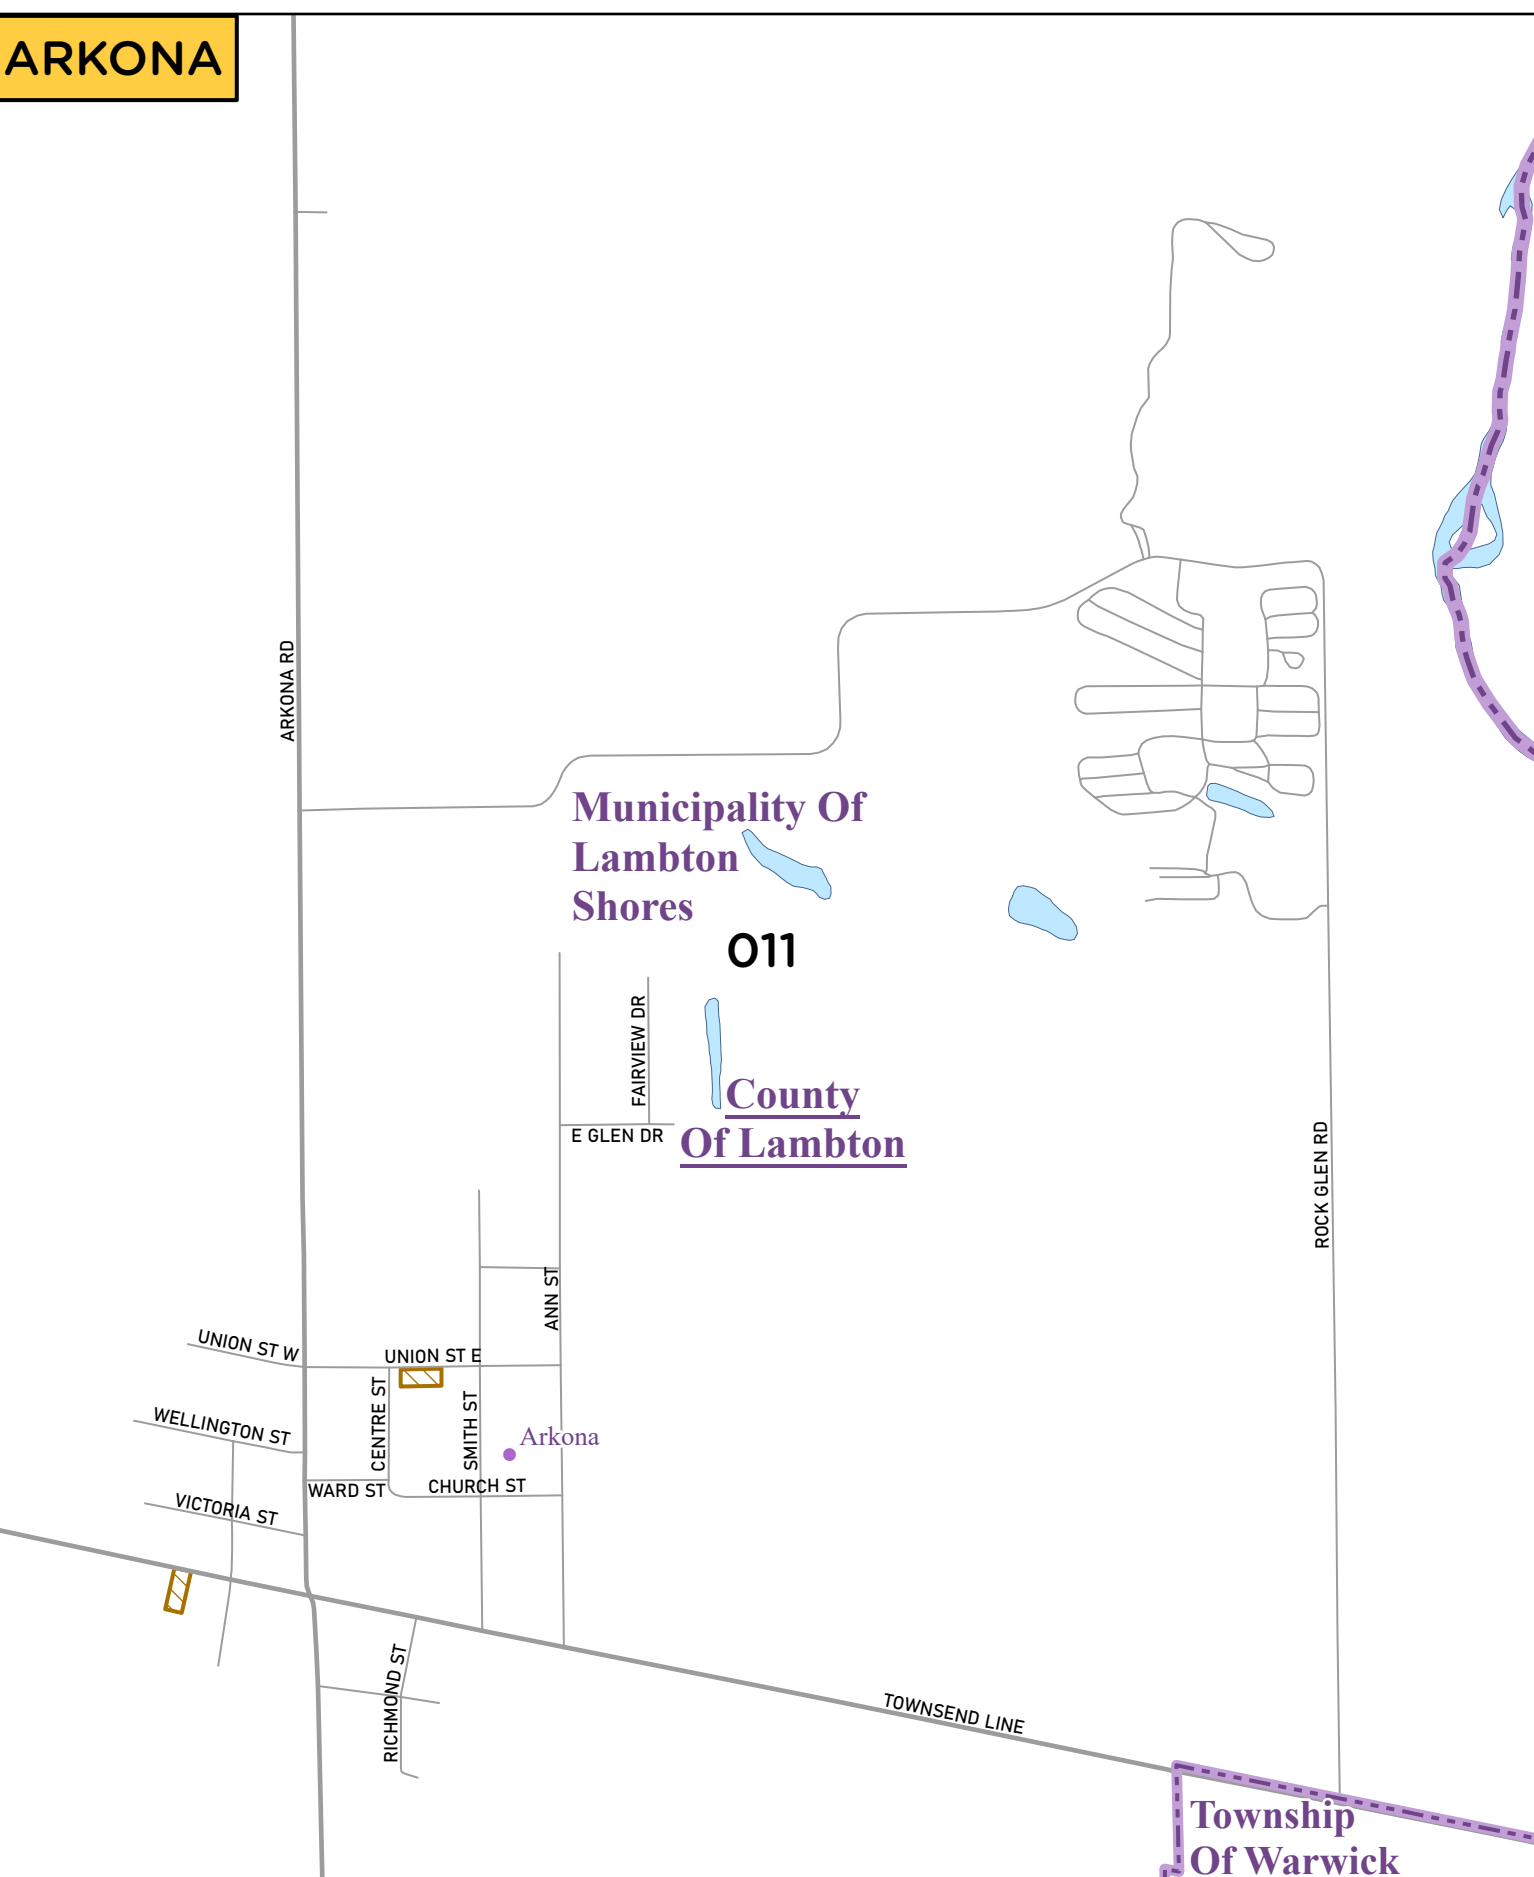 ARKONA
ARKONA RD
Municipality Of
Lambton
Shores
011
FAIRVIEW DR
County
Of Lambton
E GLEN DR
ROCK GLEN RD
ANN ST
UNION ST W
UNION ST E
CENTRE ST
SMITH ST
WELLINGTON ST
Arkona
WARD ST
CHURCH ST
VICTORIA ST
RICHMOND ST
TOWNSEND LINE
Township
Of Warwick